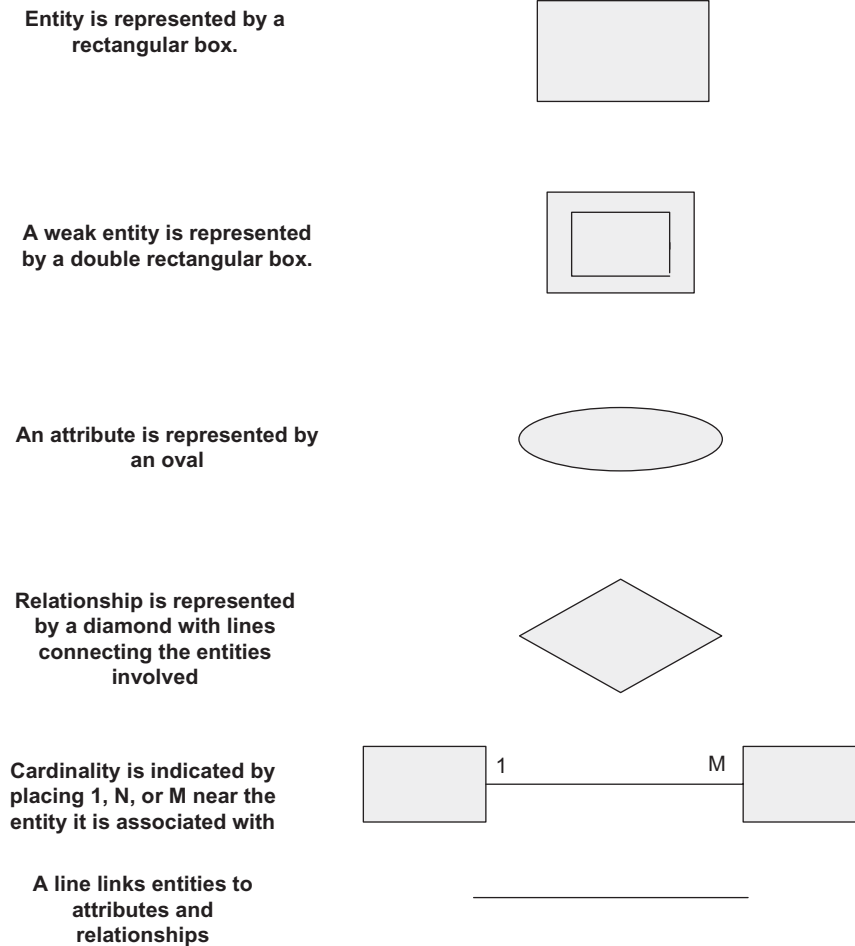 Entity is represented by a
rectangular box.
A weak entity is represented
by a double rectangular box.
An attribute is represented by
an oval
Relationship is represented
by a diamond with lines
connecting the entities
involved
Cardinality is indicated by
placing 1, N, or M near the
entity it is associated with
1
M
A line links entities to
attributes and
relationships